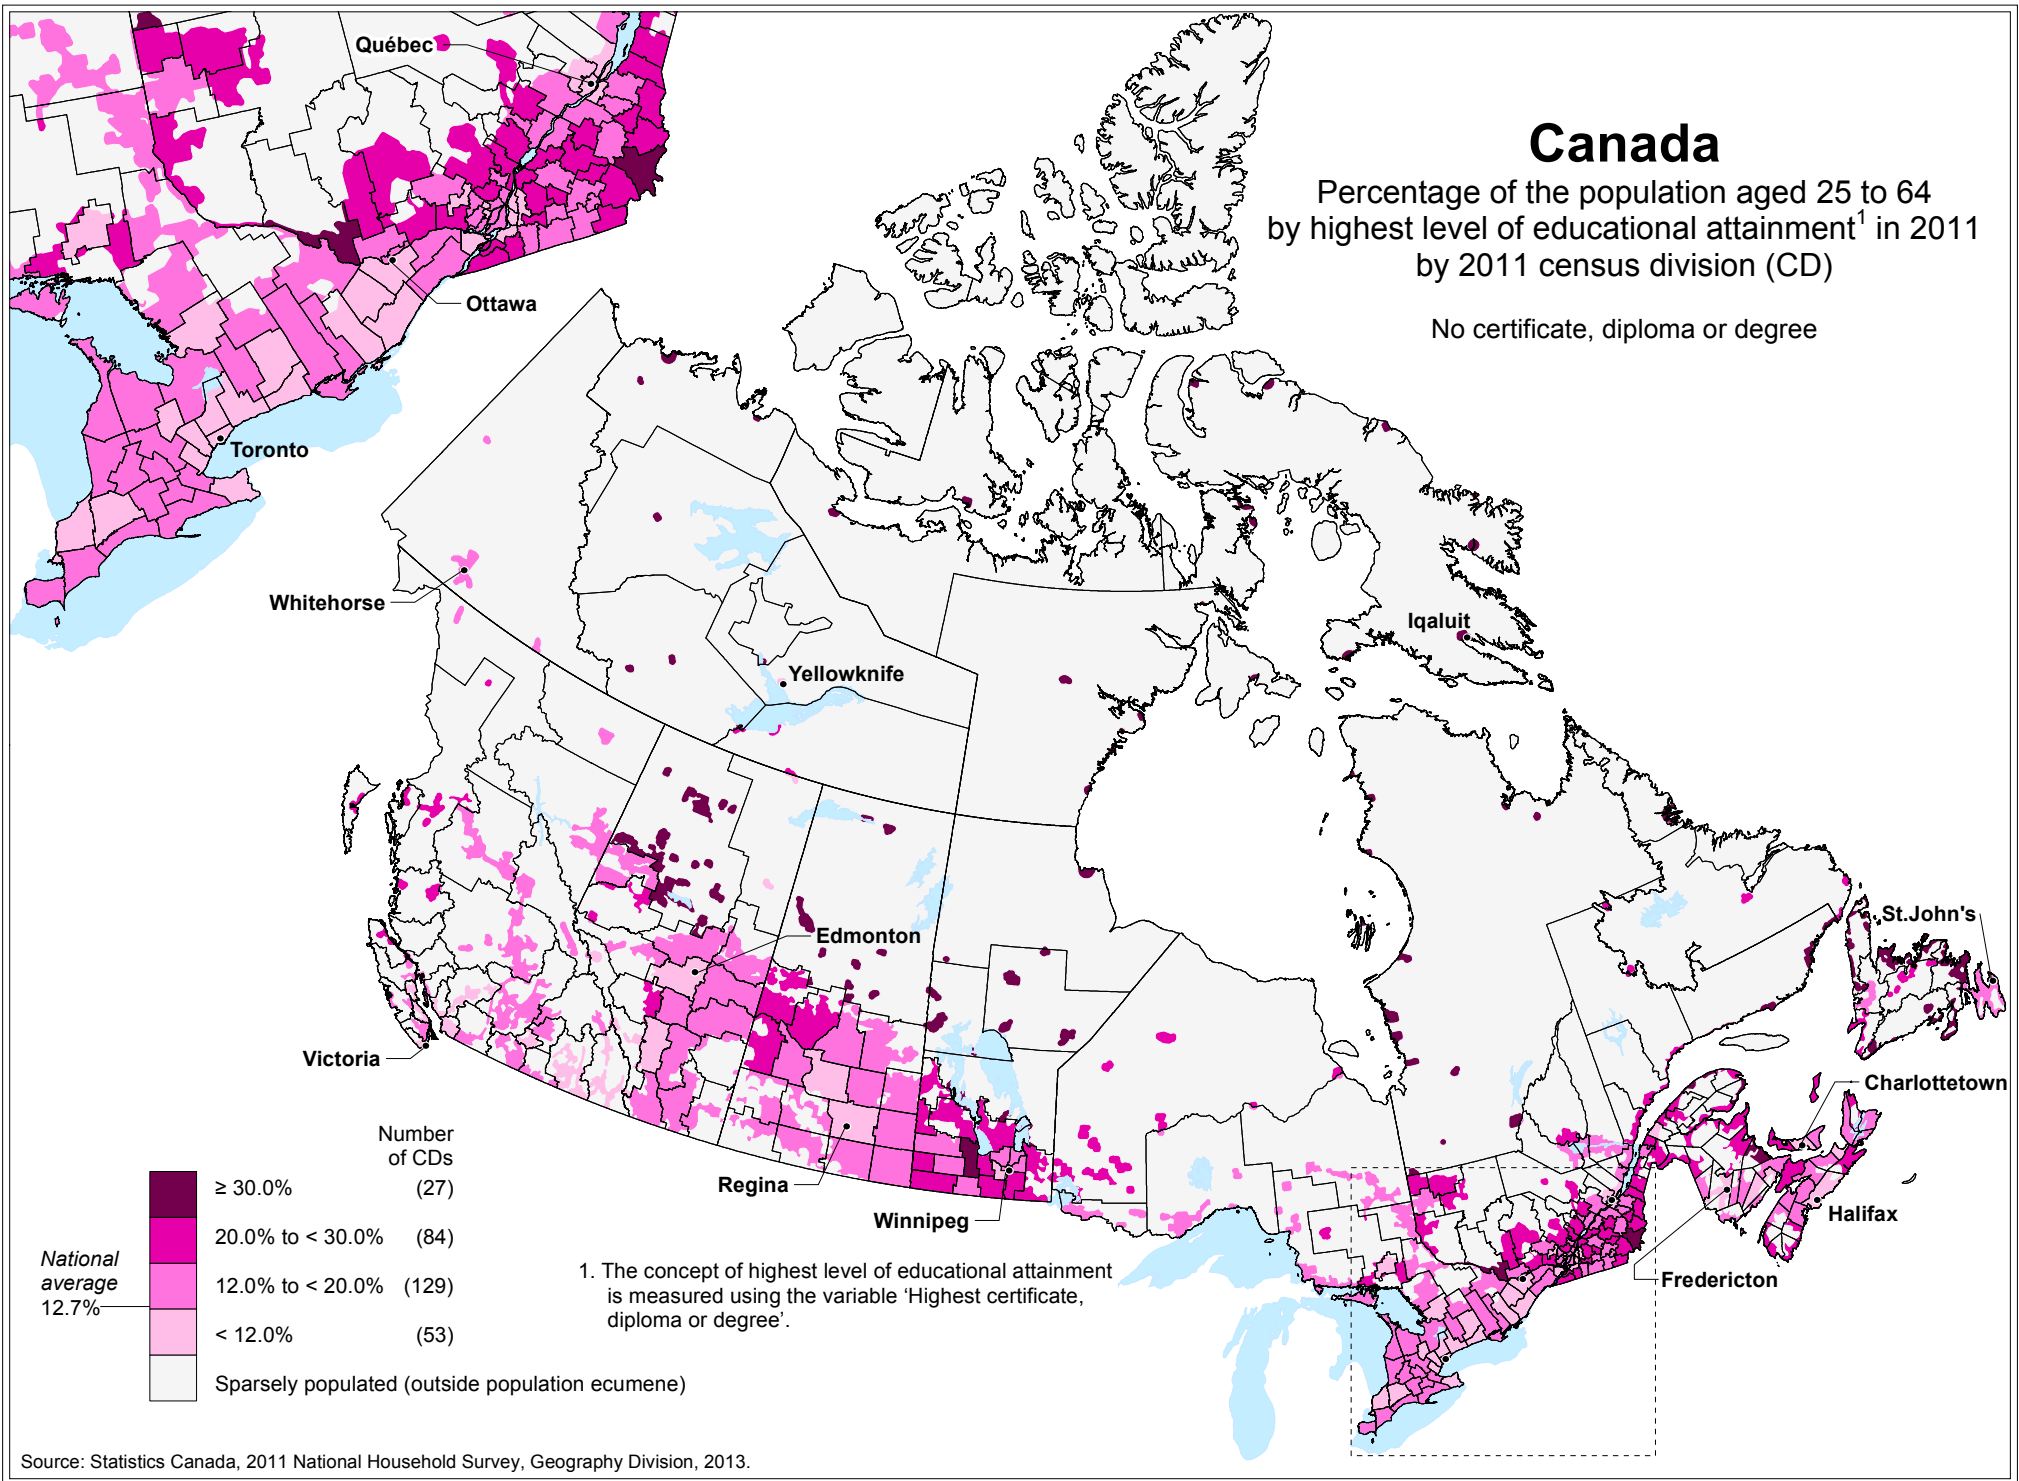 Canada
Percentage of the population aged 25 to 64
by highest level of educational attainment¹ in 2011
by 2011 census division (CD)
No certificate, diploma or degree
Québec
Ottawa
Toronto
Whitehorse
Yellowknife
Iqaluit
Edmonton
St.John's
Victoria
Charlottetown
Regina
Winnipeg
Halifax
Fredericton
Number
of CDs
≥ 30.0% (27)
20.0% to < 30.0% (84)
National
average
12.7%
12.0% to < 20.0% (129)
< 12.0% (53)
Sparsely populated (outside population ecumene)
1. The concept of highest level of educational attainment
is measured using the variable ‘Highest certificate,
diploma or degree’.
Source: Statistics Canada, 2011 National Household Survey, Geography Division, 2013.